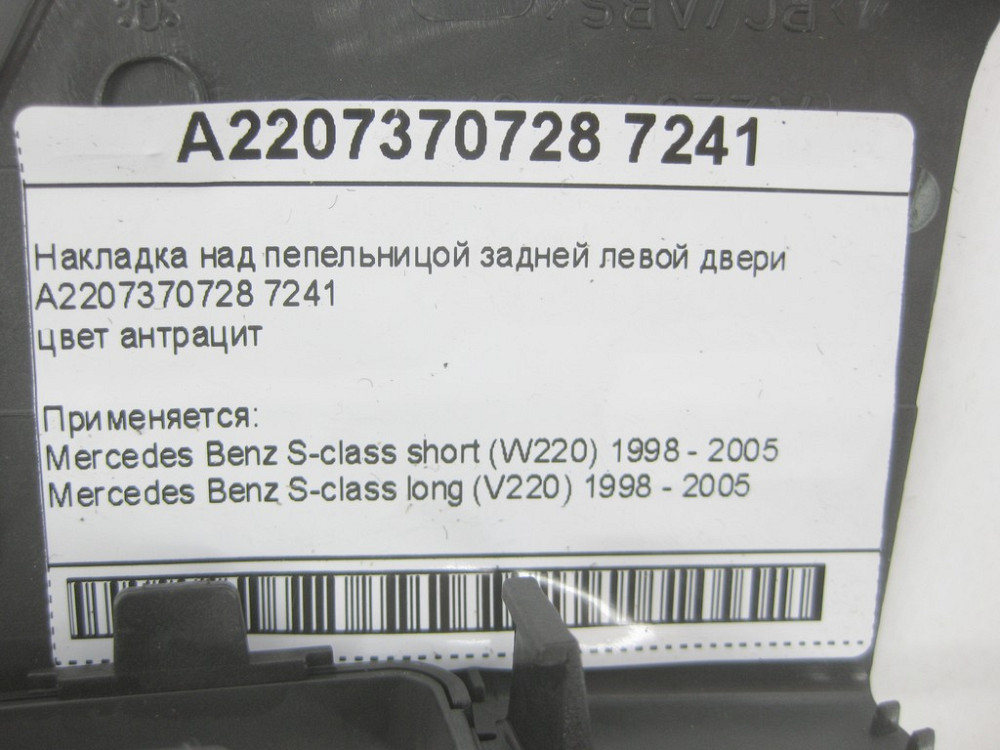 A2207370728 7241
Накладка над пепельницой задней левой двери
A2207370728 7241
цвет антрацит
Применяется:
Mercedes Benz S-class short (W220) 1998 - 2005
Mercedes Benz S-class long (V220) 1998 - 2005